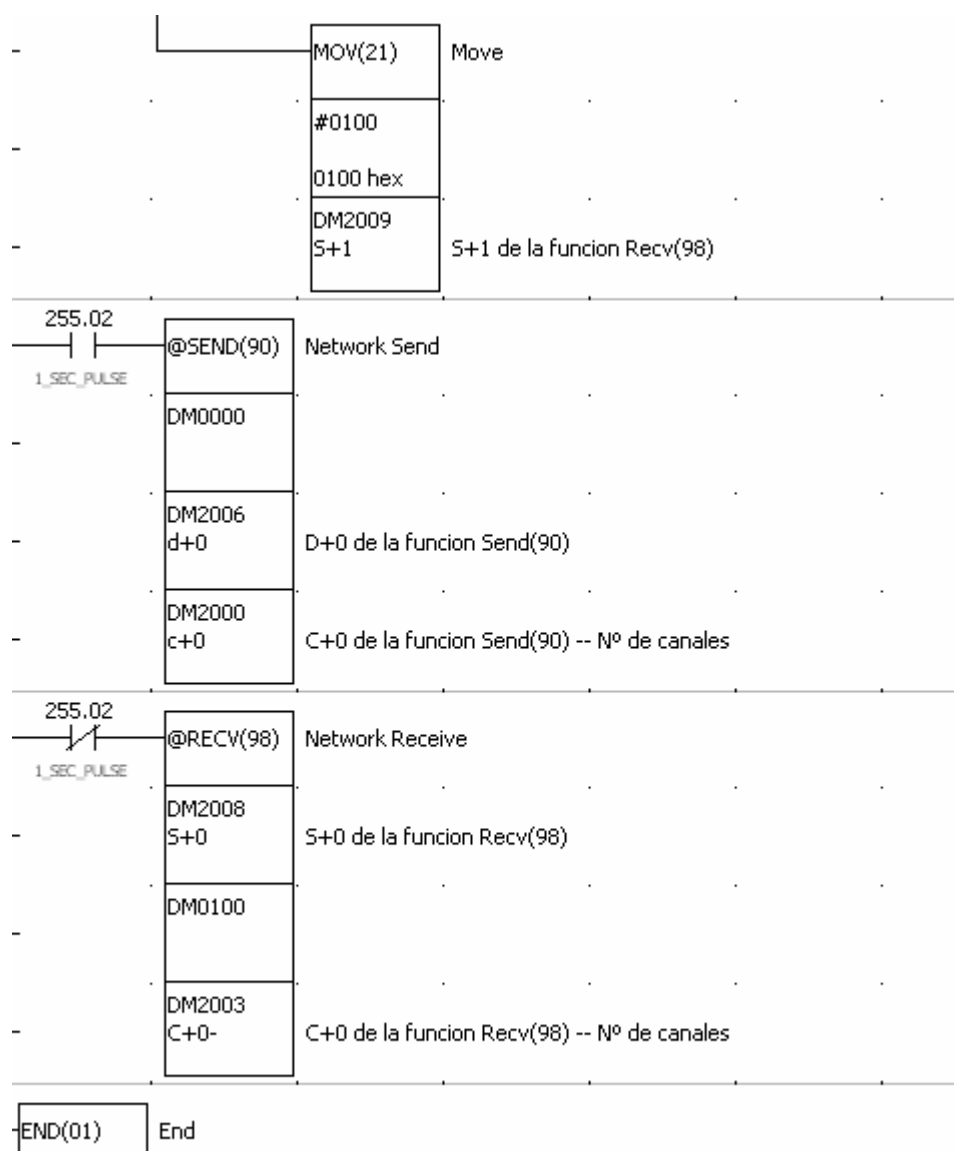 MOV(21) Move
#0100
0100 hex
DM2009
S+1 S+1 de la funcion Recv(98)
255.02
@SEND(90) Network Send
1_SEC_PULSE
DM0000
DM2006
d+0 D+0 de la funcion Send(90)
DM2000
c+0 C+0 de la funcion Send(90) -- Nº de canales
255.02
@RECV(98) Network Receive
1_SEC_PULSE
DM2008
S+0 S+0 de la funcion Recv(98)
DM0100
DM2003
C+0- C+0 de la funcion Recv(98) -- Nº de canales
END(01) End